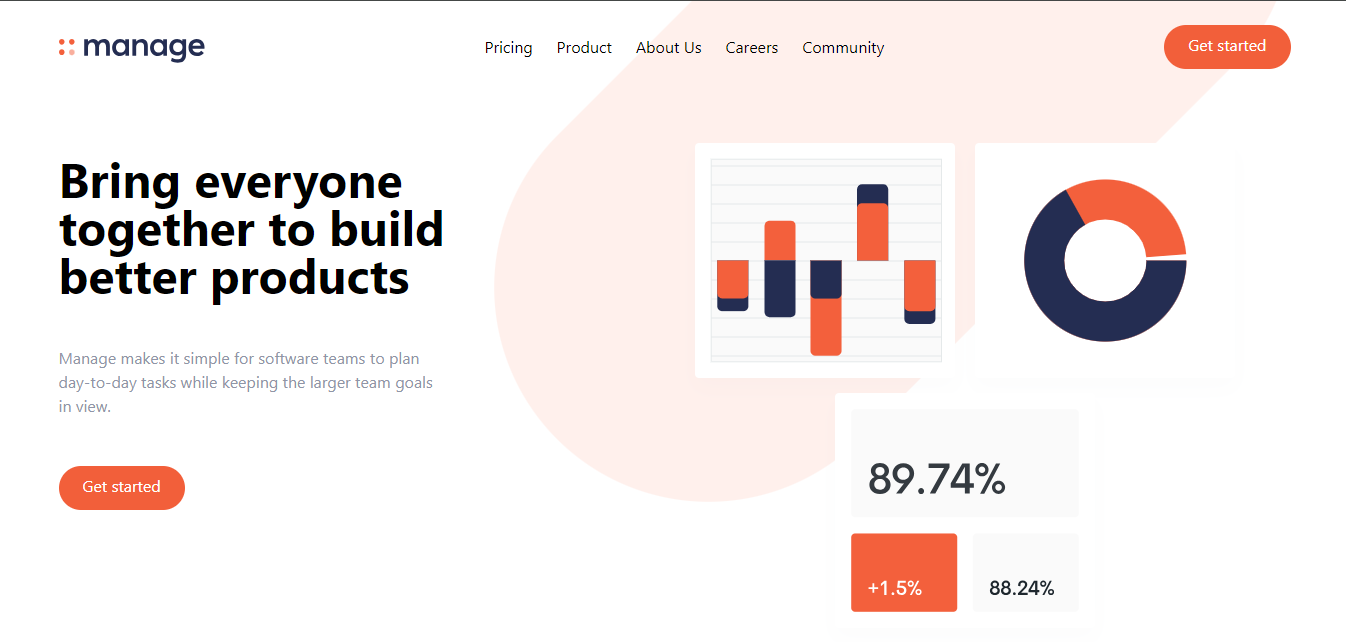 manage
Pricing
Product
About Us
Careers
Community
Get started
Bring everyone
together to build
better products
Manage makes it simple for software teams to plan
day-to-day tasks while keeping the larger team goals
in view.
Get started
89.74%
+1.5%
88.24%